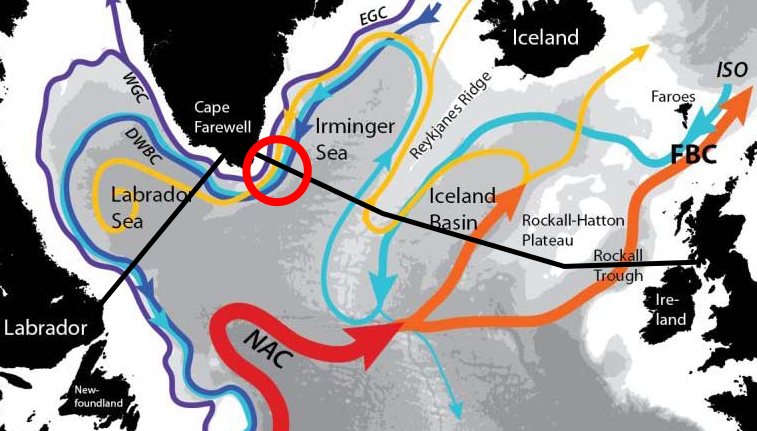 EGC
Iceland
ISO
WGC
Faroes
Cape
Farewell
Irminger
Sea
Reykjanes Ridge
DWBC
FBC
Labrador
Sea
Iceland
Basin
Rockall-Hatton
Plateau
Rockall
Trough
Ire-
land
Labrador
NAC
New-
foundland